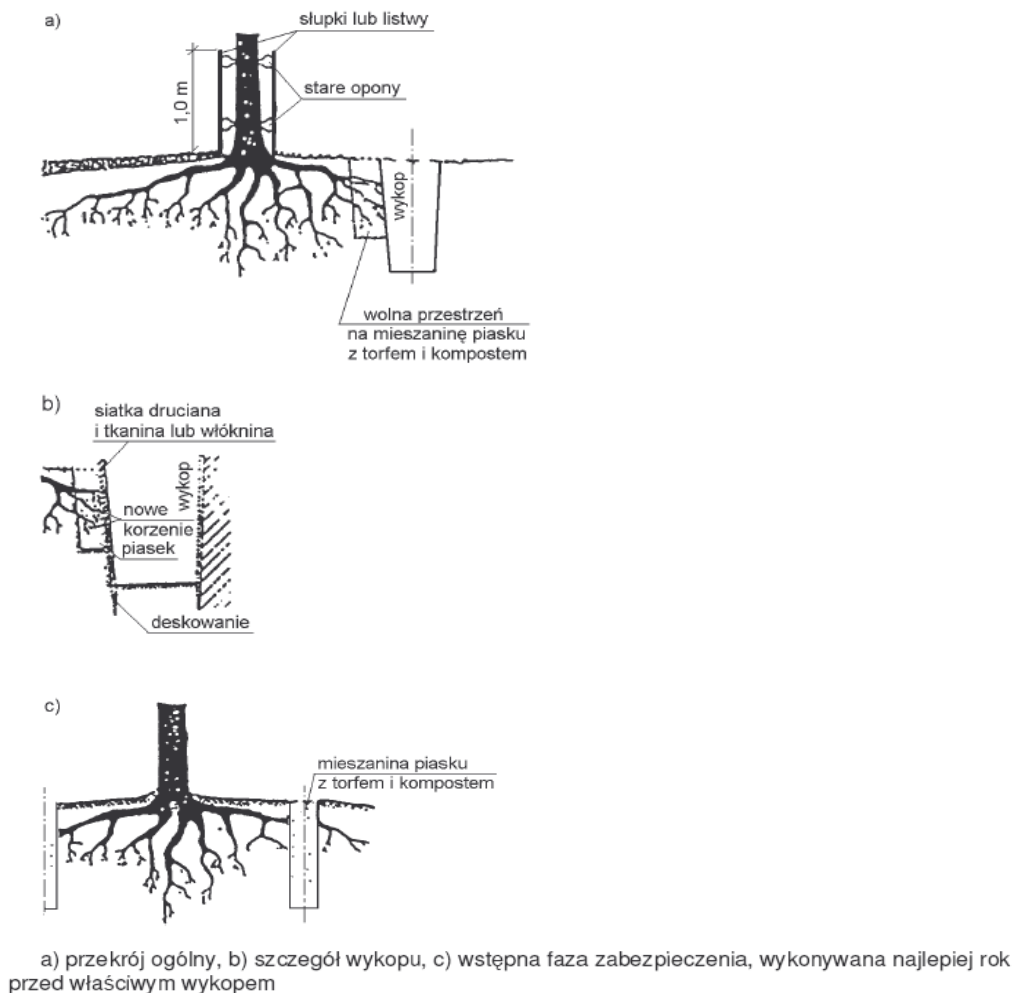 a)
słupki lub listwy
1,0 m
stare opony
wykop
wolna przestrzeń
na mieszaninę piasku
z torfem i kompostem
b)
siatka druciana
i tkanina lub włóknina
wykop
nowe
korzenie
piasek
deskowanie
c)
mieszanina piasku
z torfem i kompostem
a) przekrój ogólny, b) szczegół wykopu, c) wstępna faza zabezpieczenia, wykonywana najlepiej rok
przed właściwym wykopem